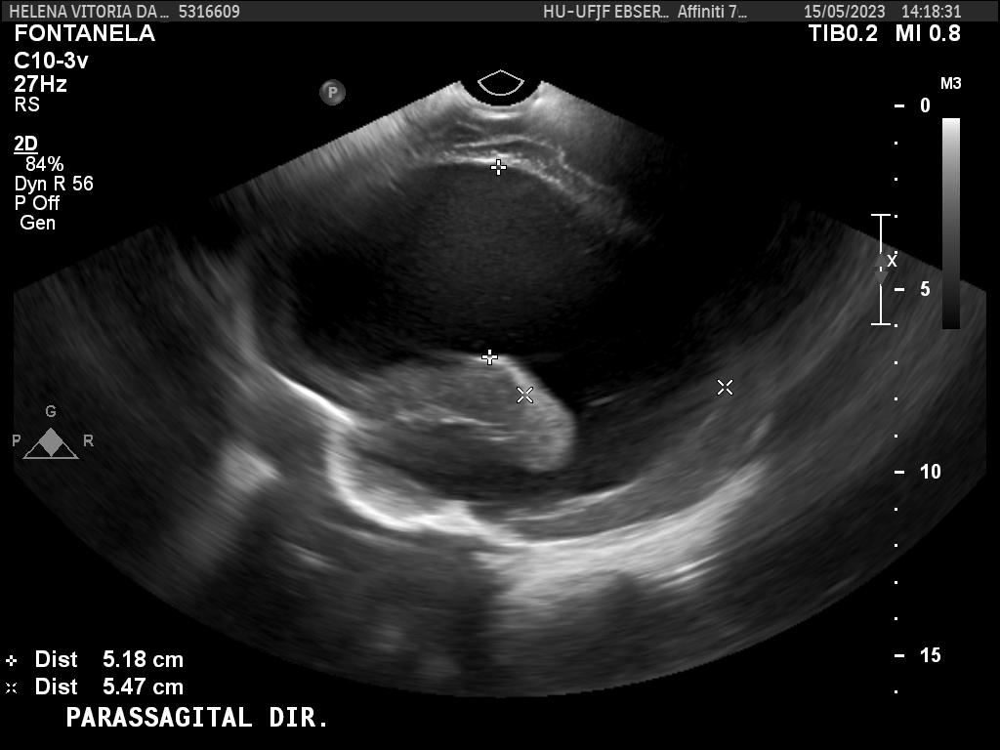 HELENA VITORIA DA ... 5316609 HU-UFJF EBSER... Affiniti 7... 15/05/2023 14:18:31
FONTANELA TIB0.2 MI 0.8
C10-3v
27Hz
RS
P
M3
2D
84%
Dyn R 56
P Off
Gen
0
X
5
G
P R
10
15
Dist 5.18 cm
Dist 5.47 cm
PARASSAGITAL DIR.